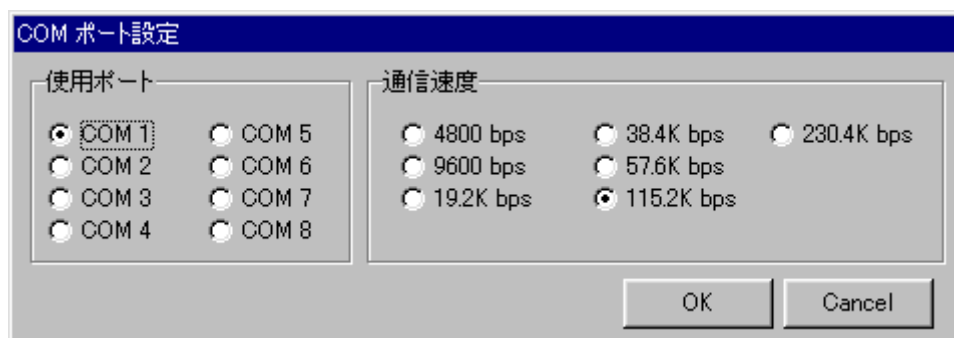 COM ポート設定
使用ポート
COM 1 COM 5
COM 2 COM 6
COM 3 COM 7
COM 4 COM 8
通信速度
4800 bps 38.4K bps 230.4K bps
9600 bps 57.6K bps
19.2K bps 115.2K bps
OK Cancel